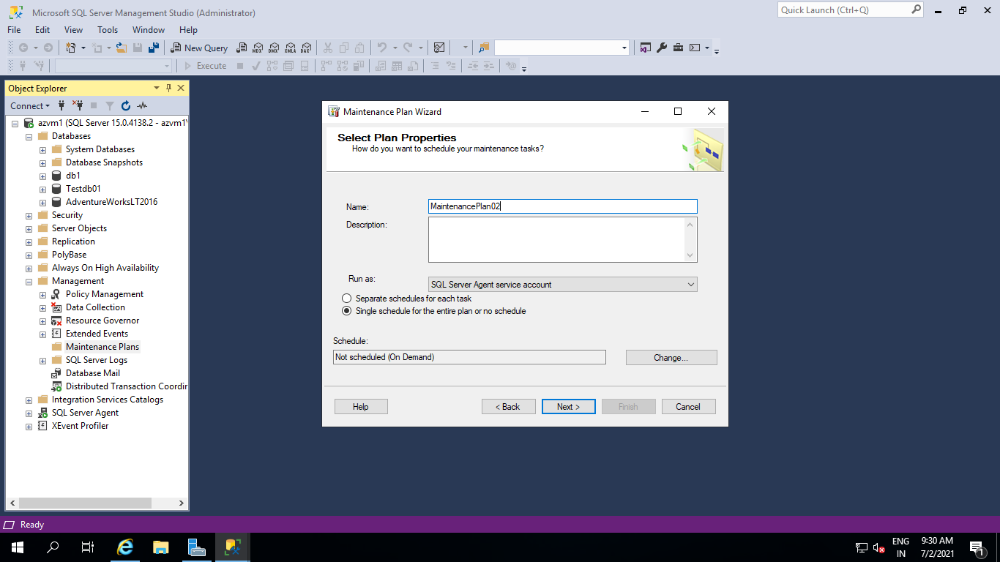 Microsoft SQL Server Management Studio (Administrator)
Quick Launch (Ctrl+Q)
File Edit View Tools Window Help
New Query
MDX DMX XMLA DAX
Execute
Object Explorer
Connect
azvm1 (SQL Server 15.0.4138.2 - azvm1\
Databases
System Databases
Database Snapshots
db1
Testdb01
AdventureWorksLT2016
Security
Server Objects
Replication
PolyBase
Always On High Availability
Management
Policy Management
Data Collection
Resource Governor
Extended Events
Maintenance Plans
SQL Server Logs
Database Mail
Distributed Transaction Coordin
Integration Services Catalogs
SQL Server Agent
XEvent Profiler
Maintenance Plan Wizard
Select Plan Properties
How do you want to schedule your maintenance tasks?
Name: MaintenancePlan02
Description:
Run as: SQL Server Agent service account
Separate schedules for each task
Single schedule for the entire plan or no schedule
Schedule:
Not scheduled (On Demand) Change...
Help < Back Next > Finish Cancel
Ready
ENG
IN
9:30 AM
7/2/2021
1